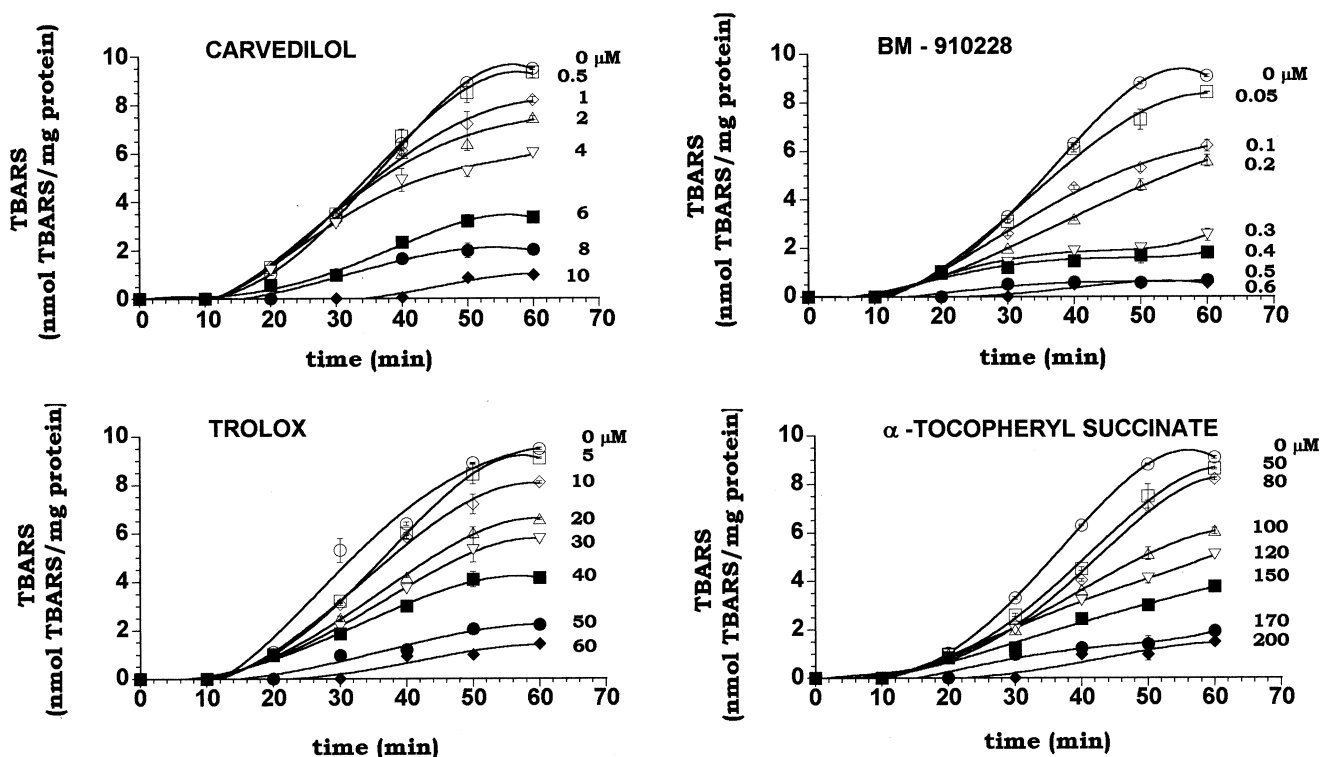 CARVEDILOL
TBARS
(nmol TBARS/mg protein)
10
8
6
4
2
0
0 10 20 30 40 50 60 70
time (min)
0 μM
0.5
1
2
4
6
8
10
BM - 910228
TBARS
(nmol TBARS/mg protein)
10
8
6
4
2
0
0 10 20 30 40 50 60 70
time (min)
0 μM
0.05
0.1
0.2
0.3
0.4
0.5
0.6
TROLOX
TBARS
(nmol TBARS/mg protein)
10
8
6
4
2
0
0 10 20 30 40 50 60 70
time (min)
0 μM
5
10
20
30
40
50
60
α -TOCOPHERYL SUCCINATE
TBARS
(nmol TBARS/mg protein)
10
8
6
4
2
0
0 10 20 30 40 50 60 70
time (min)
0 μM
50
80
100
120
150
170
200